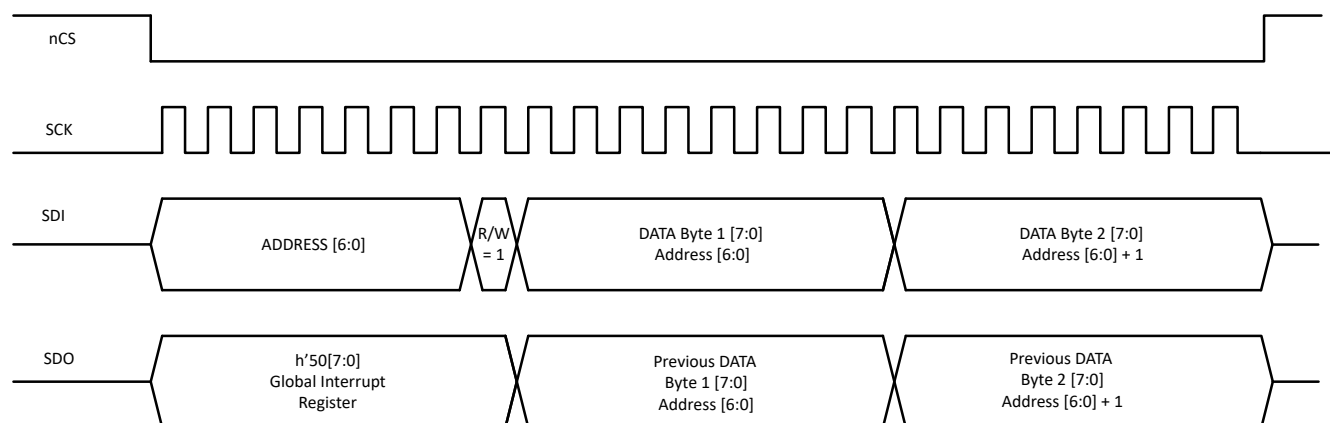 nCS
SCK
SDI
ADDRESS [6:0]
R/W
= 1
DATA Byte 1 [7:0]
Address [6:0]
DATA Byte 2 [7:0]
Address [6:0] + 1
SDO
h’50[7:0]
Global Interrupt
Register
Previous DATA
Byte 1 [7:0]
Address [6:0]
Previous DATA
Byte 2 [7:0]
Address [6:0] + 1